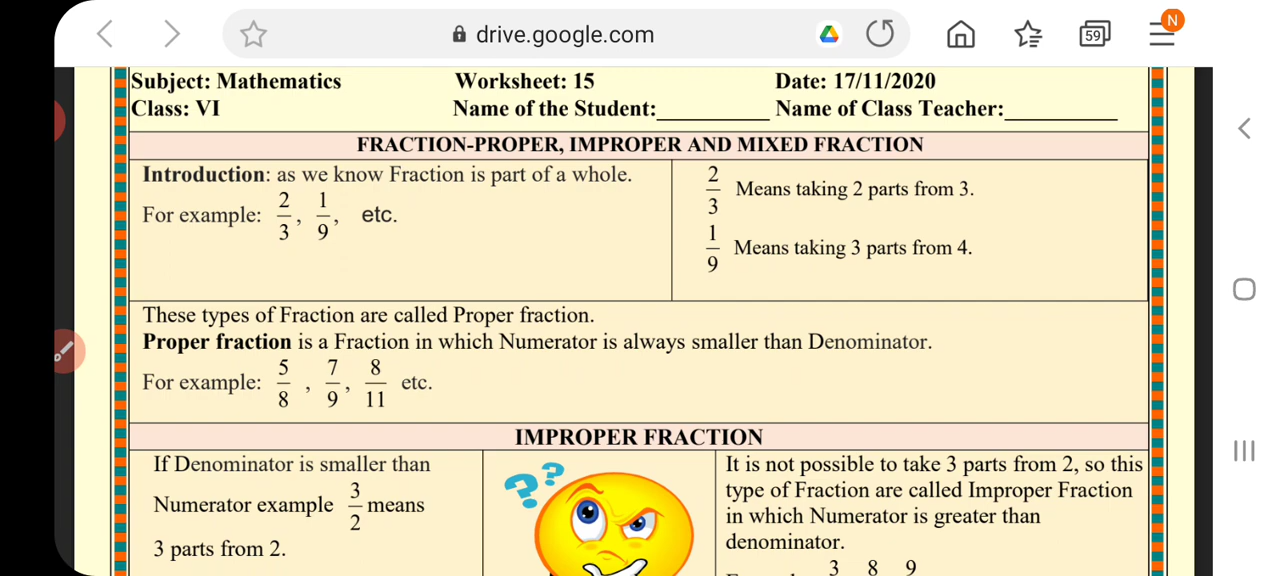 drive.google.com
59
N
Subject: Mathematics Worksheet: 15 Date: 17/11/2020
Class: VI Name of the Student:__________ Name of Class Teacher:__________
FRACTION-PROPER, IMPROPER AND MIXED FRACTION
Introduction: as we know Fraction is part of a whole.
For example: 2/3, 1/9, etc.
2/3 Means taking 2 parts from 3.
1/9 Means taking 3 parts from 4.
These types of Fraction are called Proper fraction.
Proper fraction is a Fraction in which Numerator is always smaller than Denominator.
For example: 5/8 , 7/9, 8/11 etc.
IMPROPER FRACTION
If Denominator is smaller than
Numerator example 3/2 means
3 parts from 2.
??
It is not possible to take 3 parts from 2, so this
type of Fraction are called Improper Fraction
in which Numerator is greater than
denominator.
3 8 9